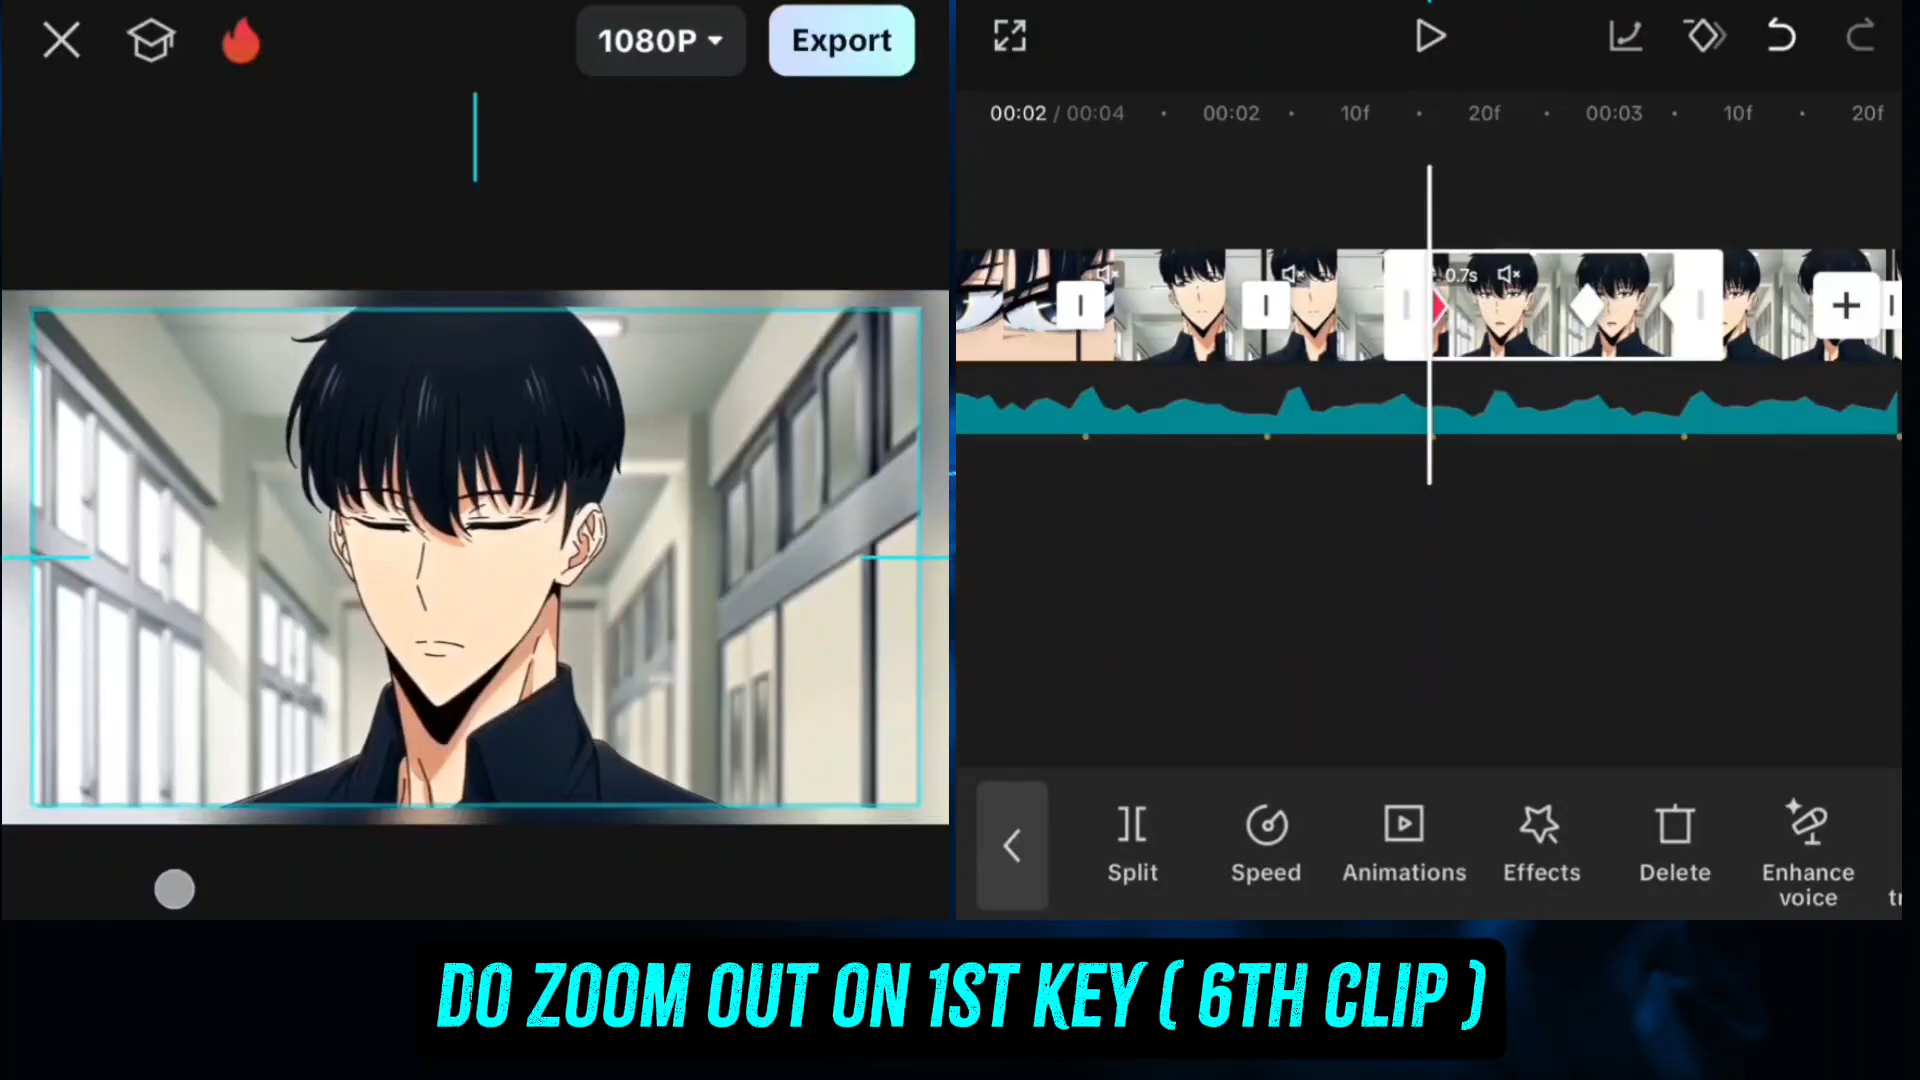 1080P
Export
00:02 / 00:04
00:02
10f
20f
00:03
10f
20f
0.7s
Split
Speed
Animations
Effects
Delete
Enhance
voice
DO ZOOM OUT ON 1ST KEY ( 6TH CLIP )